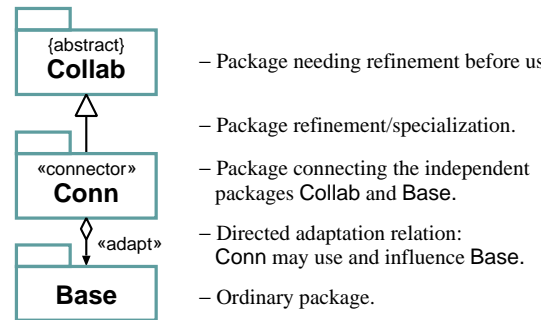 {abstract}
Collab
– Package needing refinement before us
– Package refinement/specialization.
«connector»
Conn
– Package connecting the independent
packages Collab and Base.
«adapt»
– Directed adaptation relation:
Conn may use and influence Base.
Base
– Ordinary package.